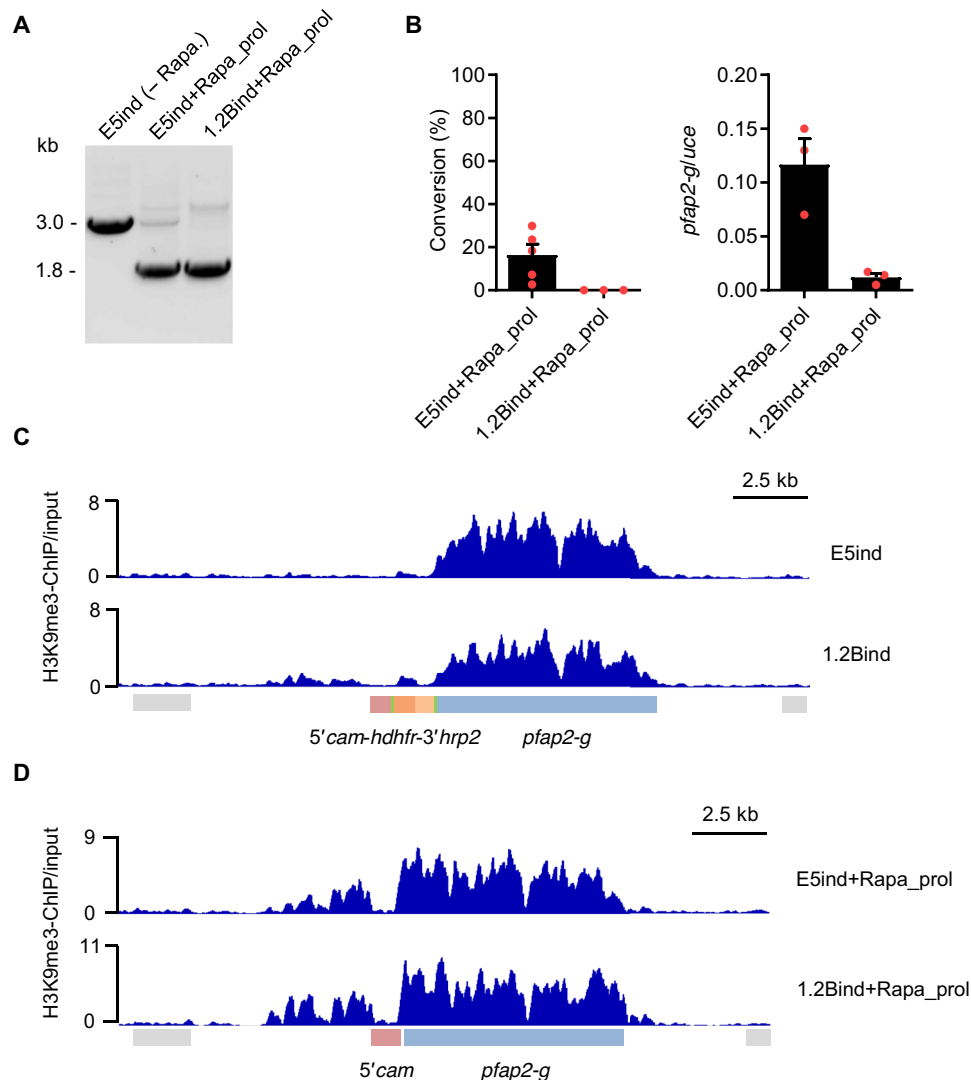 A
E5ind (– Rapa.)
E5ind+Rapa_prol
1.2Bind+Rapa_prol
kb
3.0 -
1.8 -
B
Conversion (%)
100
80
60
40
20
0
E5ind+Rapa_prol
1.2Bind+Rapa_prol
pfap2-g/uce
0.20
0.15
0.10
0.05
0.00
E5ind+Rapa_prol
1.2Bind+Rapa_prol
C
2.5 kb
H3K9me3-ChIP/input
8
0
E5ind
8
0
1.2Bind
5'cam-hdhfr-3'hrp2 pfap2-g
D
2.5 kb
H3K9me3-ChIP/input
9
0
E5ind+Rapa_prol
11
0
1.2Bind+Rapa_prol
5'cam pfap2-g